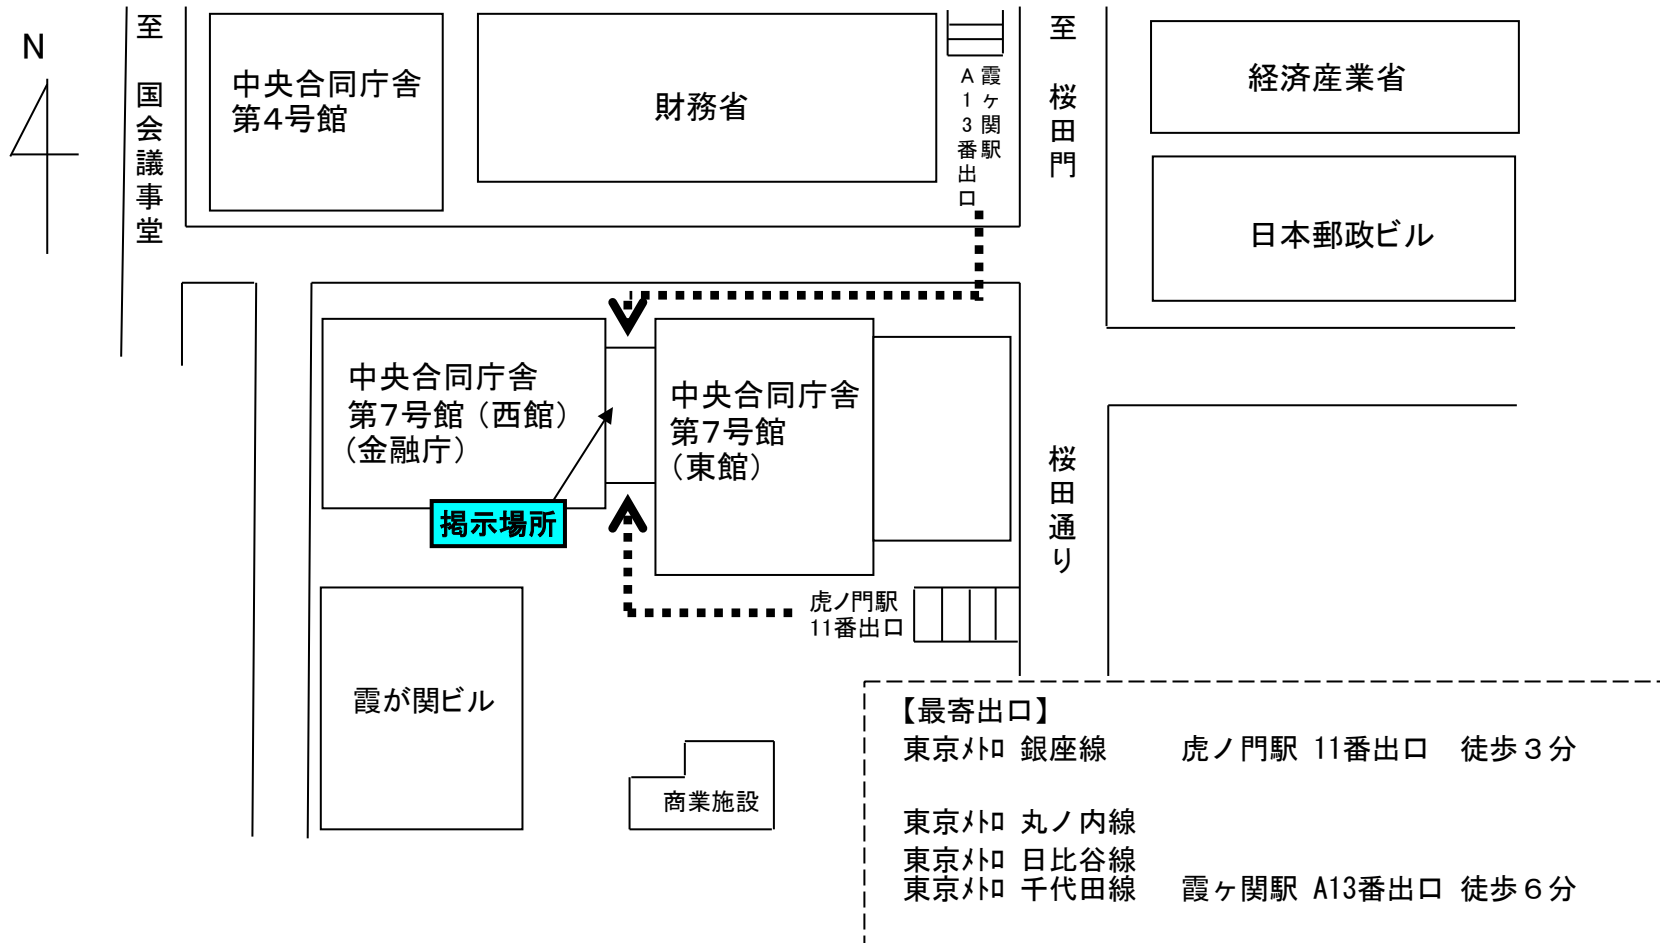 N
至 国会議事堂
中央合同庁舎
第4号館
財務省
霞ヶ関駅
A13番出口
至 桜田門
経済産業省
日本郵政ビル
中央合同庁舎
第7号館（西館）
（金融庁）
中央合同庁舎
第7号館
（東館）
掲示場所
桜田通り
虎ノ門駅
11番出口
霞が関ビル
商業施設
【最寄出口】
東京ﾒﾄﾛ 銀座線 虎ノ門駅 11番出口 徒歩３分
東京ﾒﾄﾛ 丸ノ内線
東京ﾒﾄﾛ 日比谷線
東京ﾒﾄﾛ 千代田線 霞ヶ関駅 A13番出口 徒歩６分